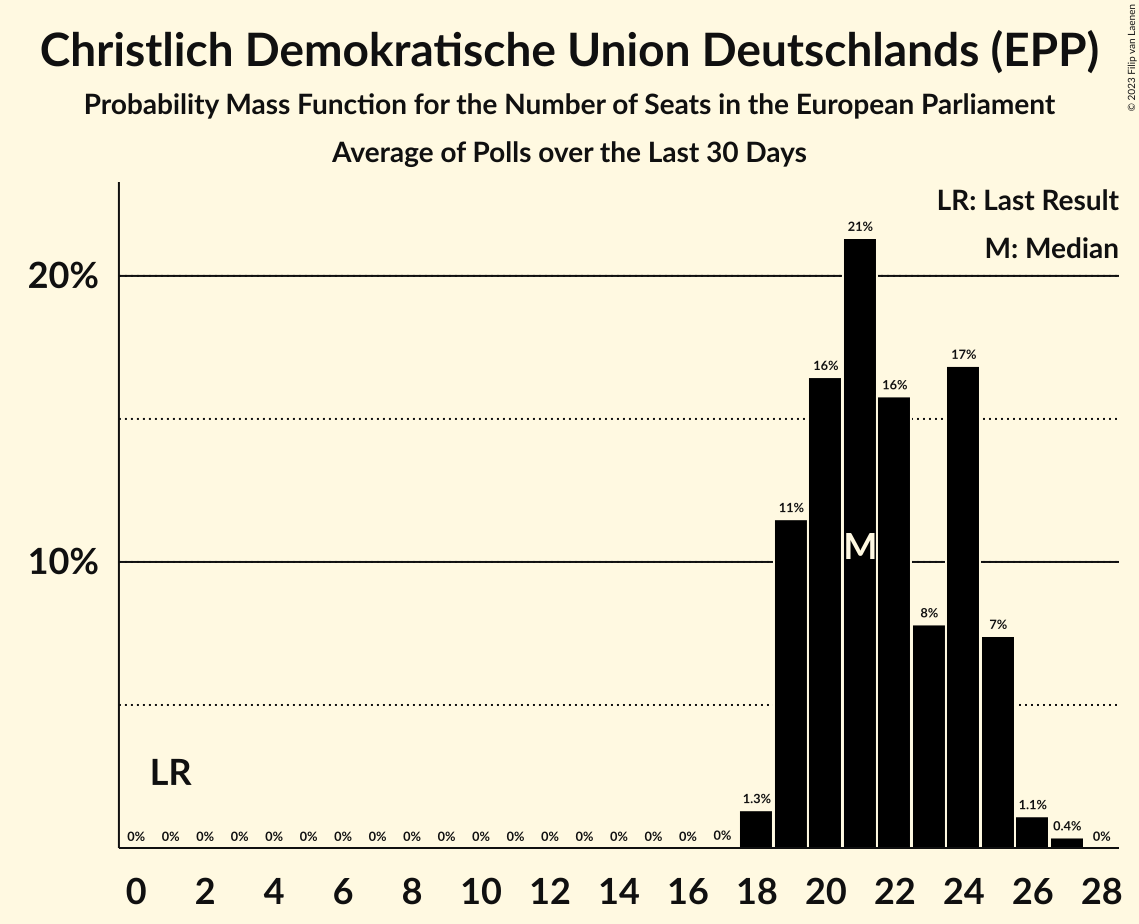 Christlich Demokratische Union Deutschlands (EPP)
Probability Mass Function for the Number of Seats in the European Parliament
Average of Polls over the Last 30 Days
© 2023 Filip van Laenen
LR: Last Result
M: Median
20%
10%
21%
17%
16%
16%
11%
M
8%
7%
LR
1.3%
1.1%
0.4%
0% 0% 0% 0% 0% 0% 0% 0% 0% 0% 0% 0% 0% 0% 0% 0% 0% 0% 0%
0 2 4 6 8 10 12 14 16 18 20 22 24 26 28